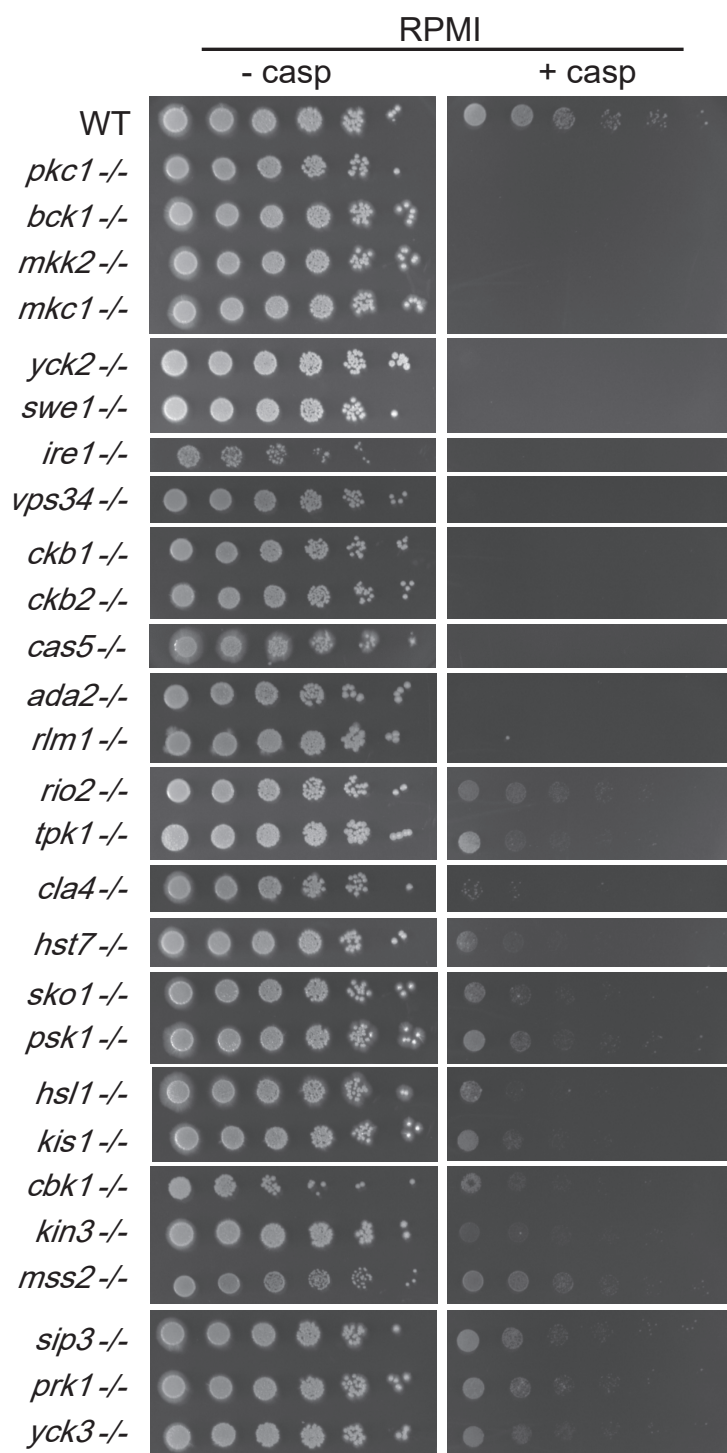 RPMI
- casp + casp
WT
pkc1-/-
bck1-/-
mkk2-/-
mkc1-/-
yck2-/-
swe1-/-
ire1-/-
vps34-/-
ckb1-/-
ckb2-/-
cas5-/-
ada2-/-
rlm1-/-
rio2-/-
tpk1-/-
cla4-/-
hst7-/-
sko1-/-
psk1-/-
hsl1-/-
kis1-/-
cbk1-/-
kin3-/-
mss2-/-
sip3-/-
prk1-/-
yck3-/-